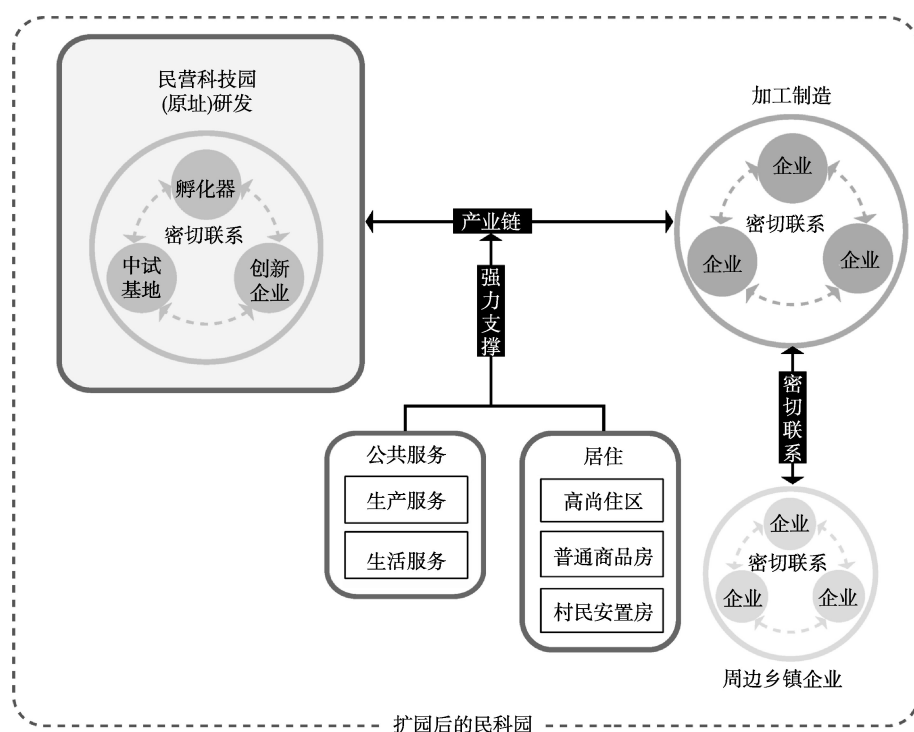 民营科技园
(原址)研发
孵化器
密切联系
中试
基地
创新
企业
产业链
强力支撑
加工制造
企业
密切联系
企业
企业
密切联系
公共服务
生产服务
生活服务
居住
高尚住区
普通商品房
村民安置房
企业
密切联系
企业
企业
周边乡镇企业
扩园后的民科园